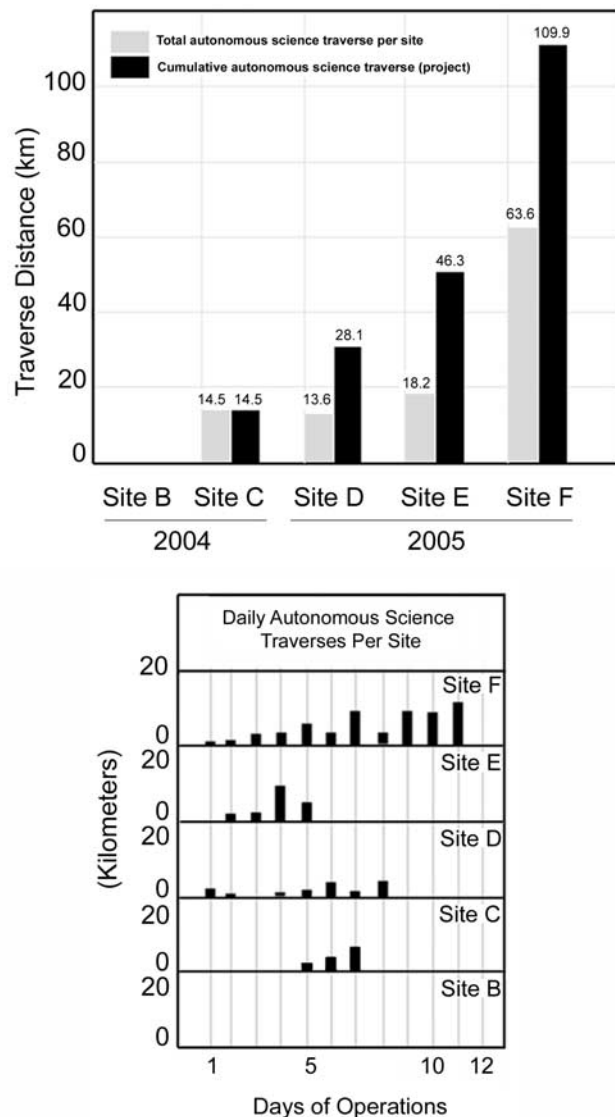 Total autonomous science traverse per site
Cumulative autonomous science traverse (project)
109.9
100
80
63.6
60
46.3
40
28.1
20
14.5 14.5
13.6
18.2
0
Traverse Distance (km)
Site B Site C Site D Site E Site F
2004 2005
Daily Autonomous Science
Traverses Per Site
20
Site F
0
20
Site E
0
20
Site D
0
20
Site C
0
20
Site B
0
(Kilometers)
1 5 10 12
Days of Operations